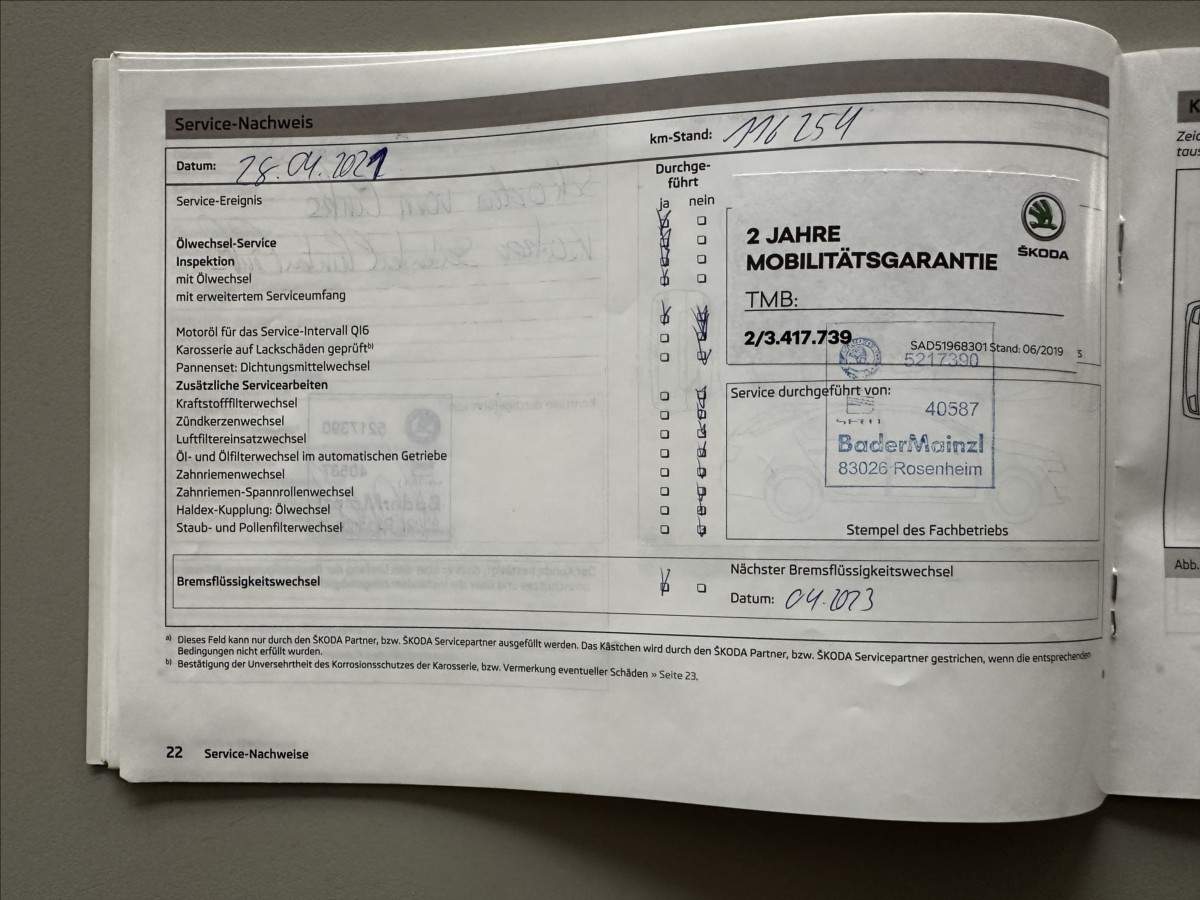 Service-Nachweis
km-Stand: 116 254
Datum: 28.04.2021
Durchge-
führt
Service-Ereignis
ja nein
Ölwechsel-Service
Inspektion
mit Ölwechsel
mit erweitertem Serviceumfang
Motoröl für das Service-Intervall QI6
Karosserie auf Lackschäden geprüft b)
Pannenset: Dichtungsmittelwechsel
Zusätzliche Servicearbeiten
Kraftstofffilterwechsel
Zündkerzenwechsel
Luftfiltereinsatzwechsel
Öl- und Ölfilterwechsel im automatischen Getriebe
Zahnriemenwechsel
Zahnriemen-Spannrollenwechsel
Haldex-Kupplung: Ölwechsel
Staub- und Pollenfilterwechsel
ŠKODA
2 JAHRE
MOBILITÄTSGARANTIE
TMB:
2/3.417.739
SAD51968301 Stand: 06/2019
5217390
Service durchgeführt von:
40587
BaderMainzl
83026 Rosenheim
Stempel des Fachbetriebs
Bremsflüssigkeitswechsel
Nächster Bremsflüssigkeitswechsel
Datum: 04.2023
a) Dieses Feld kann nur durch den ŠKODA Partner, bzw. ŠKODA Servicepartner ausgefüllt werden. Das Kästchen wird durch den ŠKODA Partner, bzw. ŠKODA Servicepartner gestrichen, wenn die entsprechenden
Bedingungen nicht erfüllt wurden.
b) Bestätigung der Unversehrtheit des Korrosionsschutzes der Karosserie, bzw. Vermerkung eventueller Schäden » Seite 23.
22 Service-Nachweise
K
Zeic
taus
Abb.